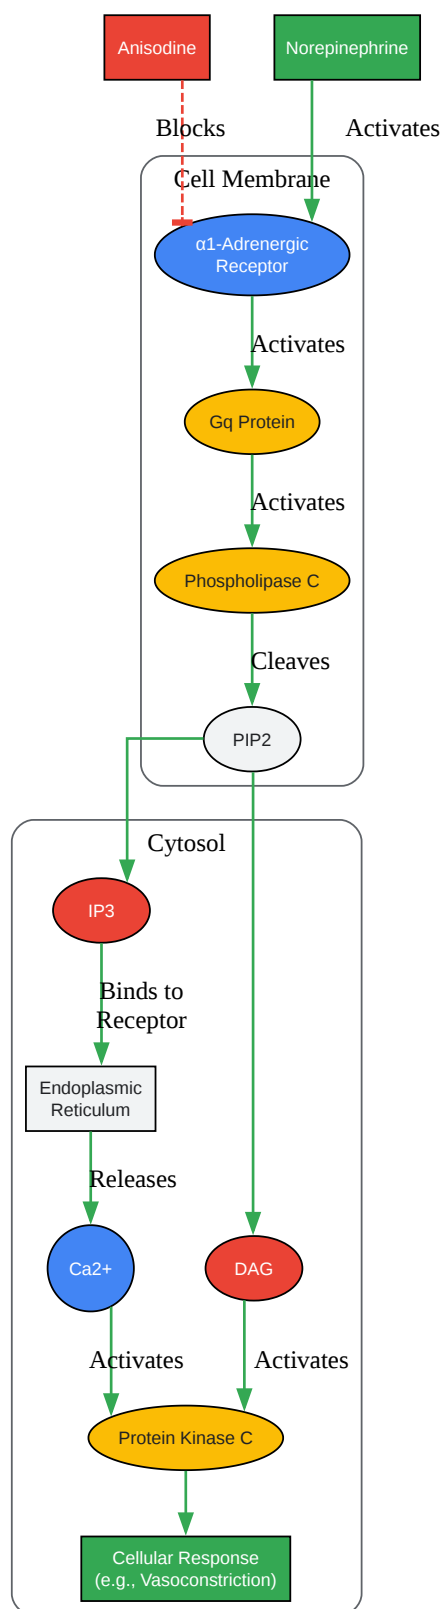 Anisodine
Norepinephrine
Blocks
Activates
Cell Membrane
α1-Adrenergic
Receptor
Activates
Gq Protein
Activates
Phospholipase C
Cleaves
PIP2
Cytosol
IP3
Binds to
Receptor
Endoplasmic
Reticulum
Releases
Ca2+
DAG
Activates
Activates
Protein Kinase C
Cellular Response
(e.g., Vasoconstriction)